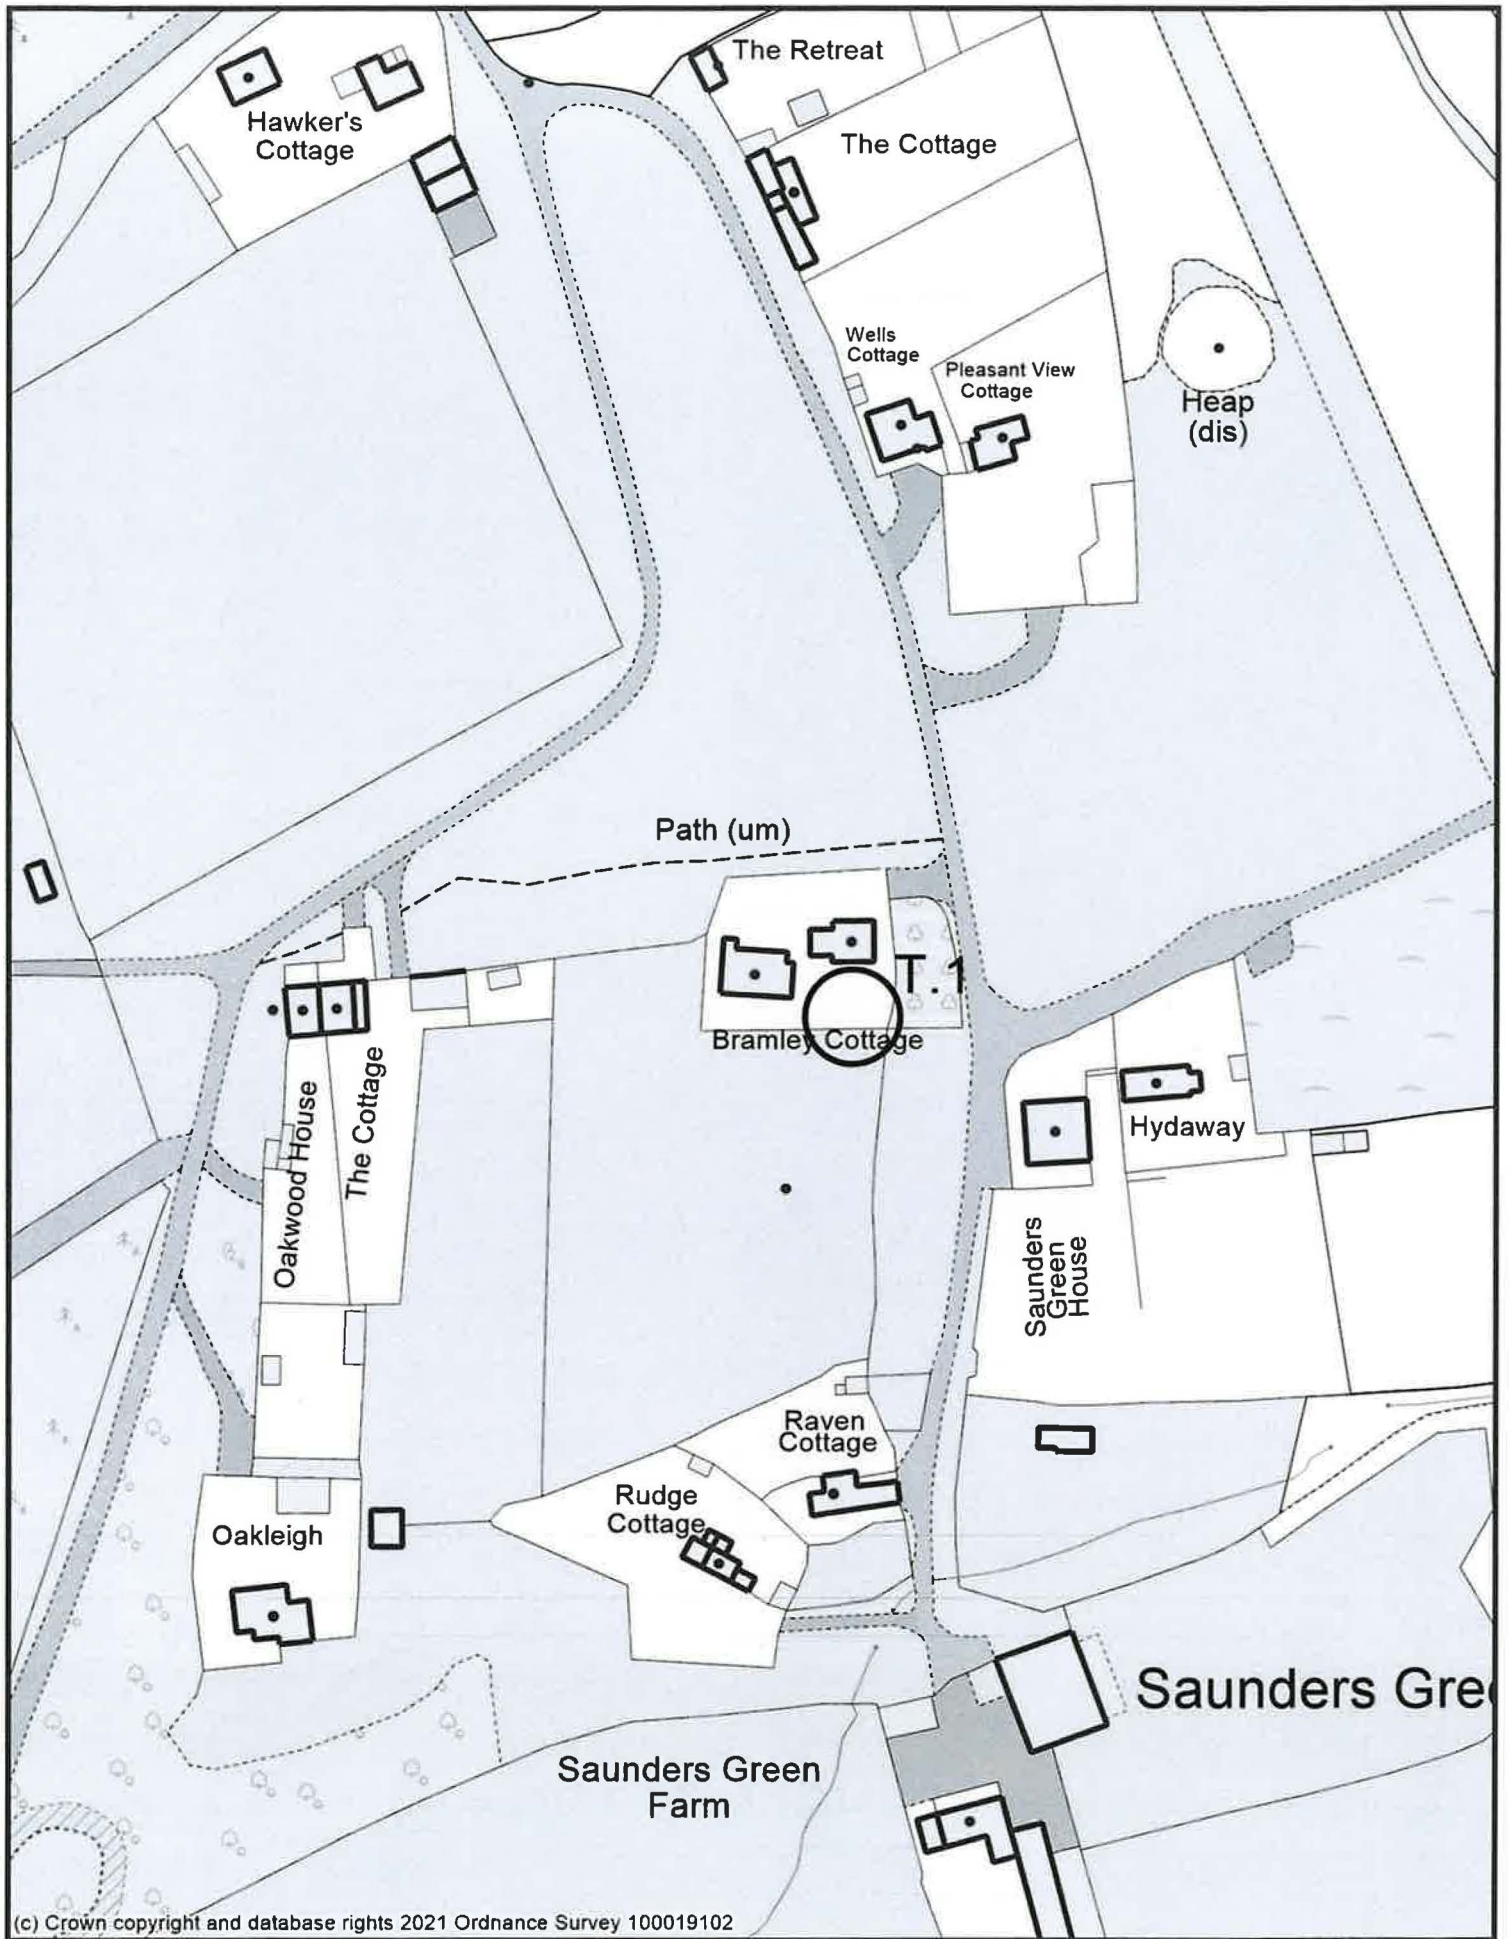 The Retreat
Hawker's
Cottage
The Cottage
Wells
Cottage
Pleasant View
Cottage
Heap
(dis)
Path (um)
T.1
Bramley Cottage
Oakwood House
The Cottage
Hydaway
Saunders
Green
House
Raven
Cottage
Rudge
Cottage
Oakleigh
Saunders Gree
Saunders Green
Farm
(c) Crown copyright and database rights 2021 Ordnance Survey 100019102